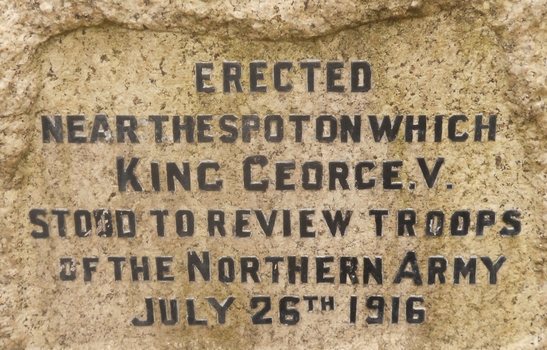 ERECTED
NEAR THE SPOT ON WHICH
KING GEORGE.V.
STOOD TO REVIEW TROOPS
OF THE NORTHERN ARMY
JULY 26TH 1916